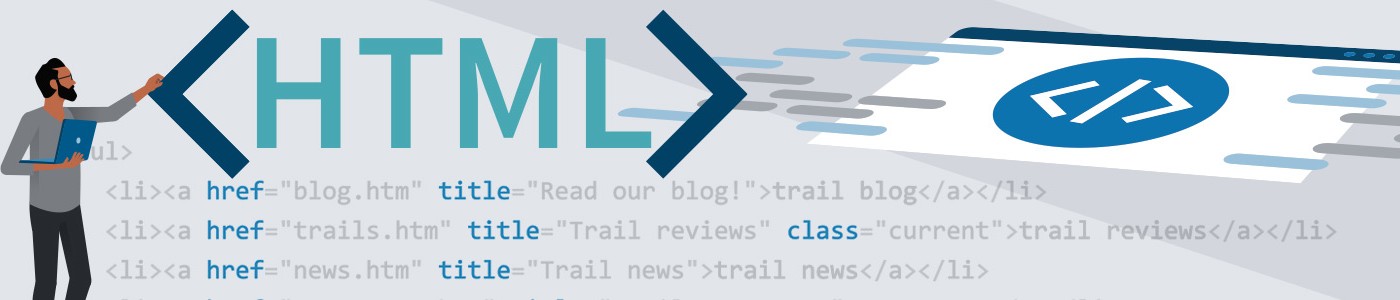 <HTML>
</>
ul>
<li><a href="blog.htm" title="Read our blog!">trail blog</a></li>
<li><a href="trails.htm" title="Trail reviews" class="current">trail reviews</a></li>
<li><a href="news.htm" title="Trail news">trail news</a></li>